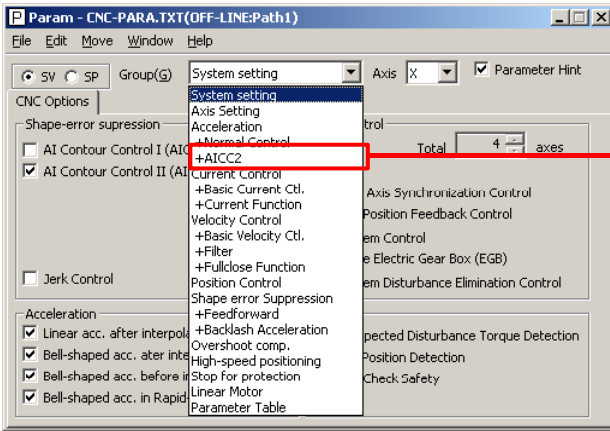 Param - CNC-PARA.TXT(OFF-LINE:Path1)
File Edit Move Window Help
SV SP Group(G) System setting Axis X Parameter Hint
CNC Options
System setting
Axis Setting
Acceleration
+Normal Control
+AICC2
Current Control
+Basic Current Ctl.
+Current Function
Velocity Control
+Basic Velocity Ctl.
+Filter
+Fullclose Function
Position Control
Shape error Suppression
+Feedforward
+Backlash Acceleration
Overshoot comp.
High-speed positioning
Stop for protection
Linear Motor
Parameter Table
Shape-error supression
AI Contour Control I (AIC
AI Contour Control II (AI
Jerk Control
trol
Total 4 axes
Axis Synchronization Control
Position Feedback Control
em Control
e Electric Gear Box (EGB)
em Disturbance Elimination Control
Acceleration
Linear acc. after interpola
Bell-shaped acc. ater inte
Bell-shaped acc. before i
Bell-shaped acc. in Rapid-
pected Disturbance Torque Detection
Position Detection
Check Safety